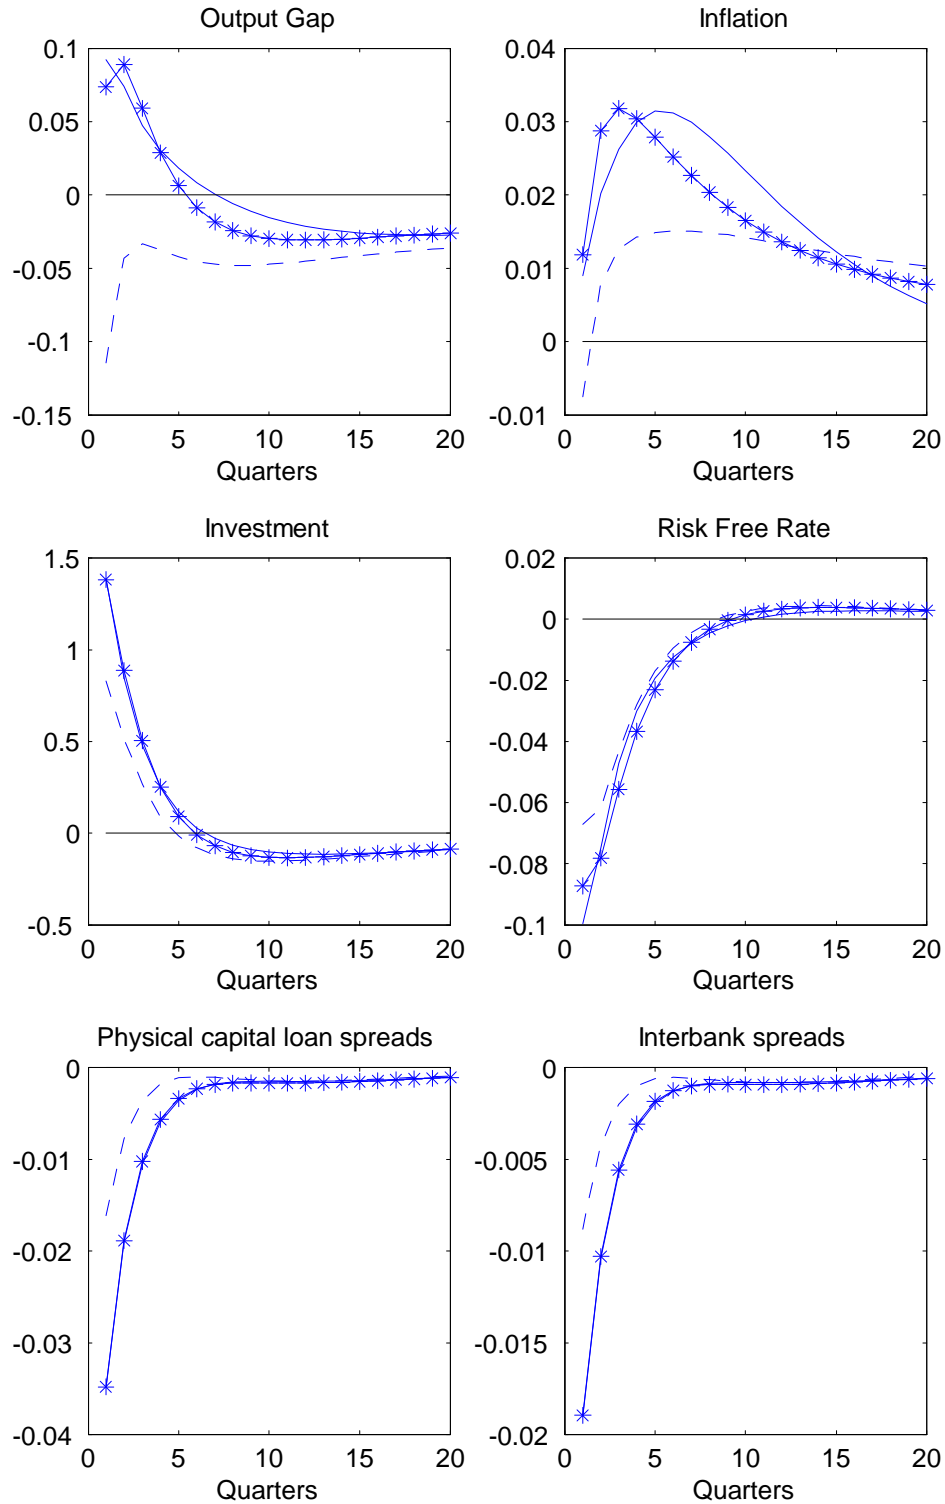 Output Gap
0.1
0.05
0
-0.05
-0.1
-0.15
0 5 10 15 20
Quarters
Inflation
0.04
0.03
0.02
0.01
0
-0.01
0 5 10 15 20
Quarters
Investment
1.5
1
0.5
0
-0.5
0 5 10 15 20
Quarters
Risk Free Rate
0.02
0
-0.02
-0.04
-0.06
-0.08
-0.1
0 5 10 15 20
Quarters
Physical capital loan spreads
0
-0.01
-0.02
-0.03
-0.04
0 5 10 15 20
Quarters
Interbank spreads
0
-0.005
-0.01
-0.015
-0.02
0 5 10 15 20
Quarters